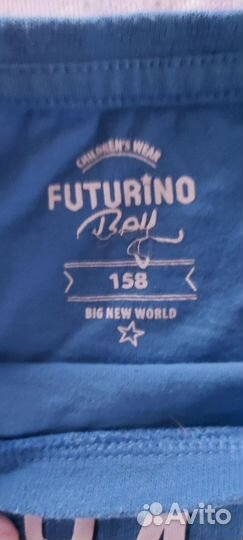 CHILDREN'S WEAR
FUTURINO
Boy
158
BIG NEW WORLD
Avito